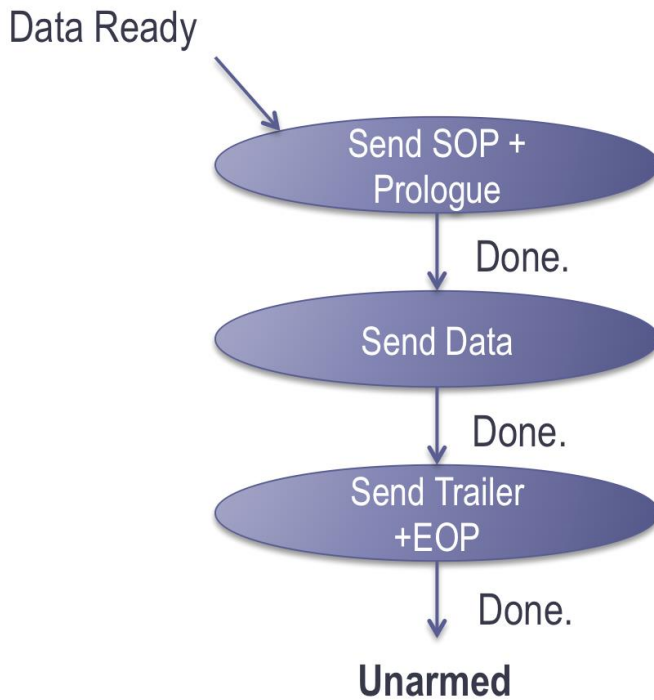 Data Ready
Send SOP +
Prologue
Done.
Send Data
Done.
Send Trailer
+EOP
Done.
Unarmed